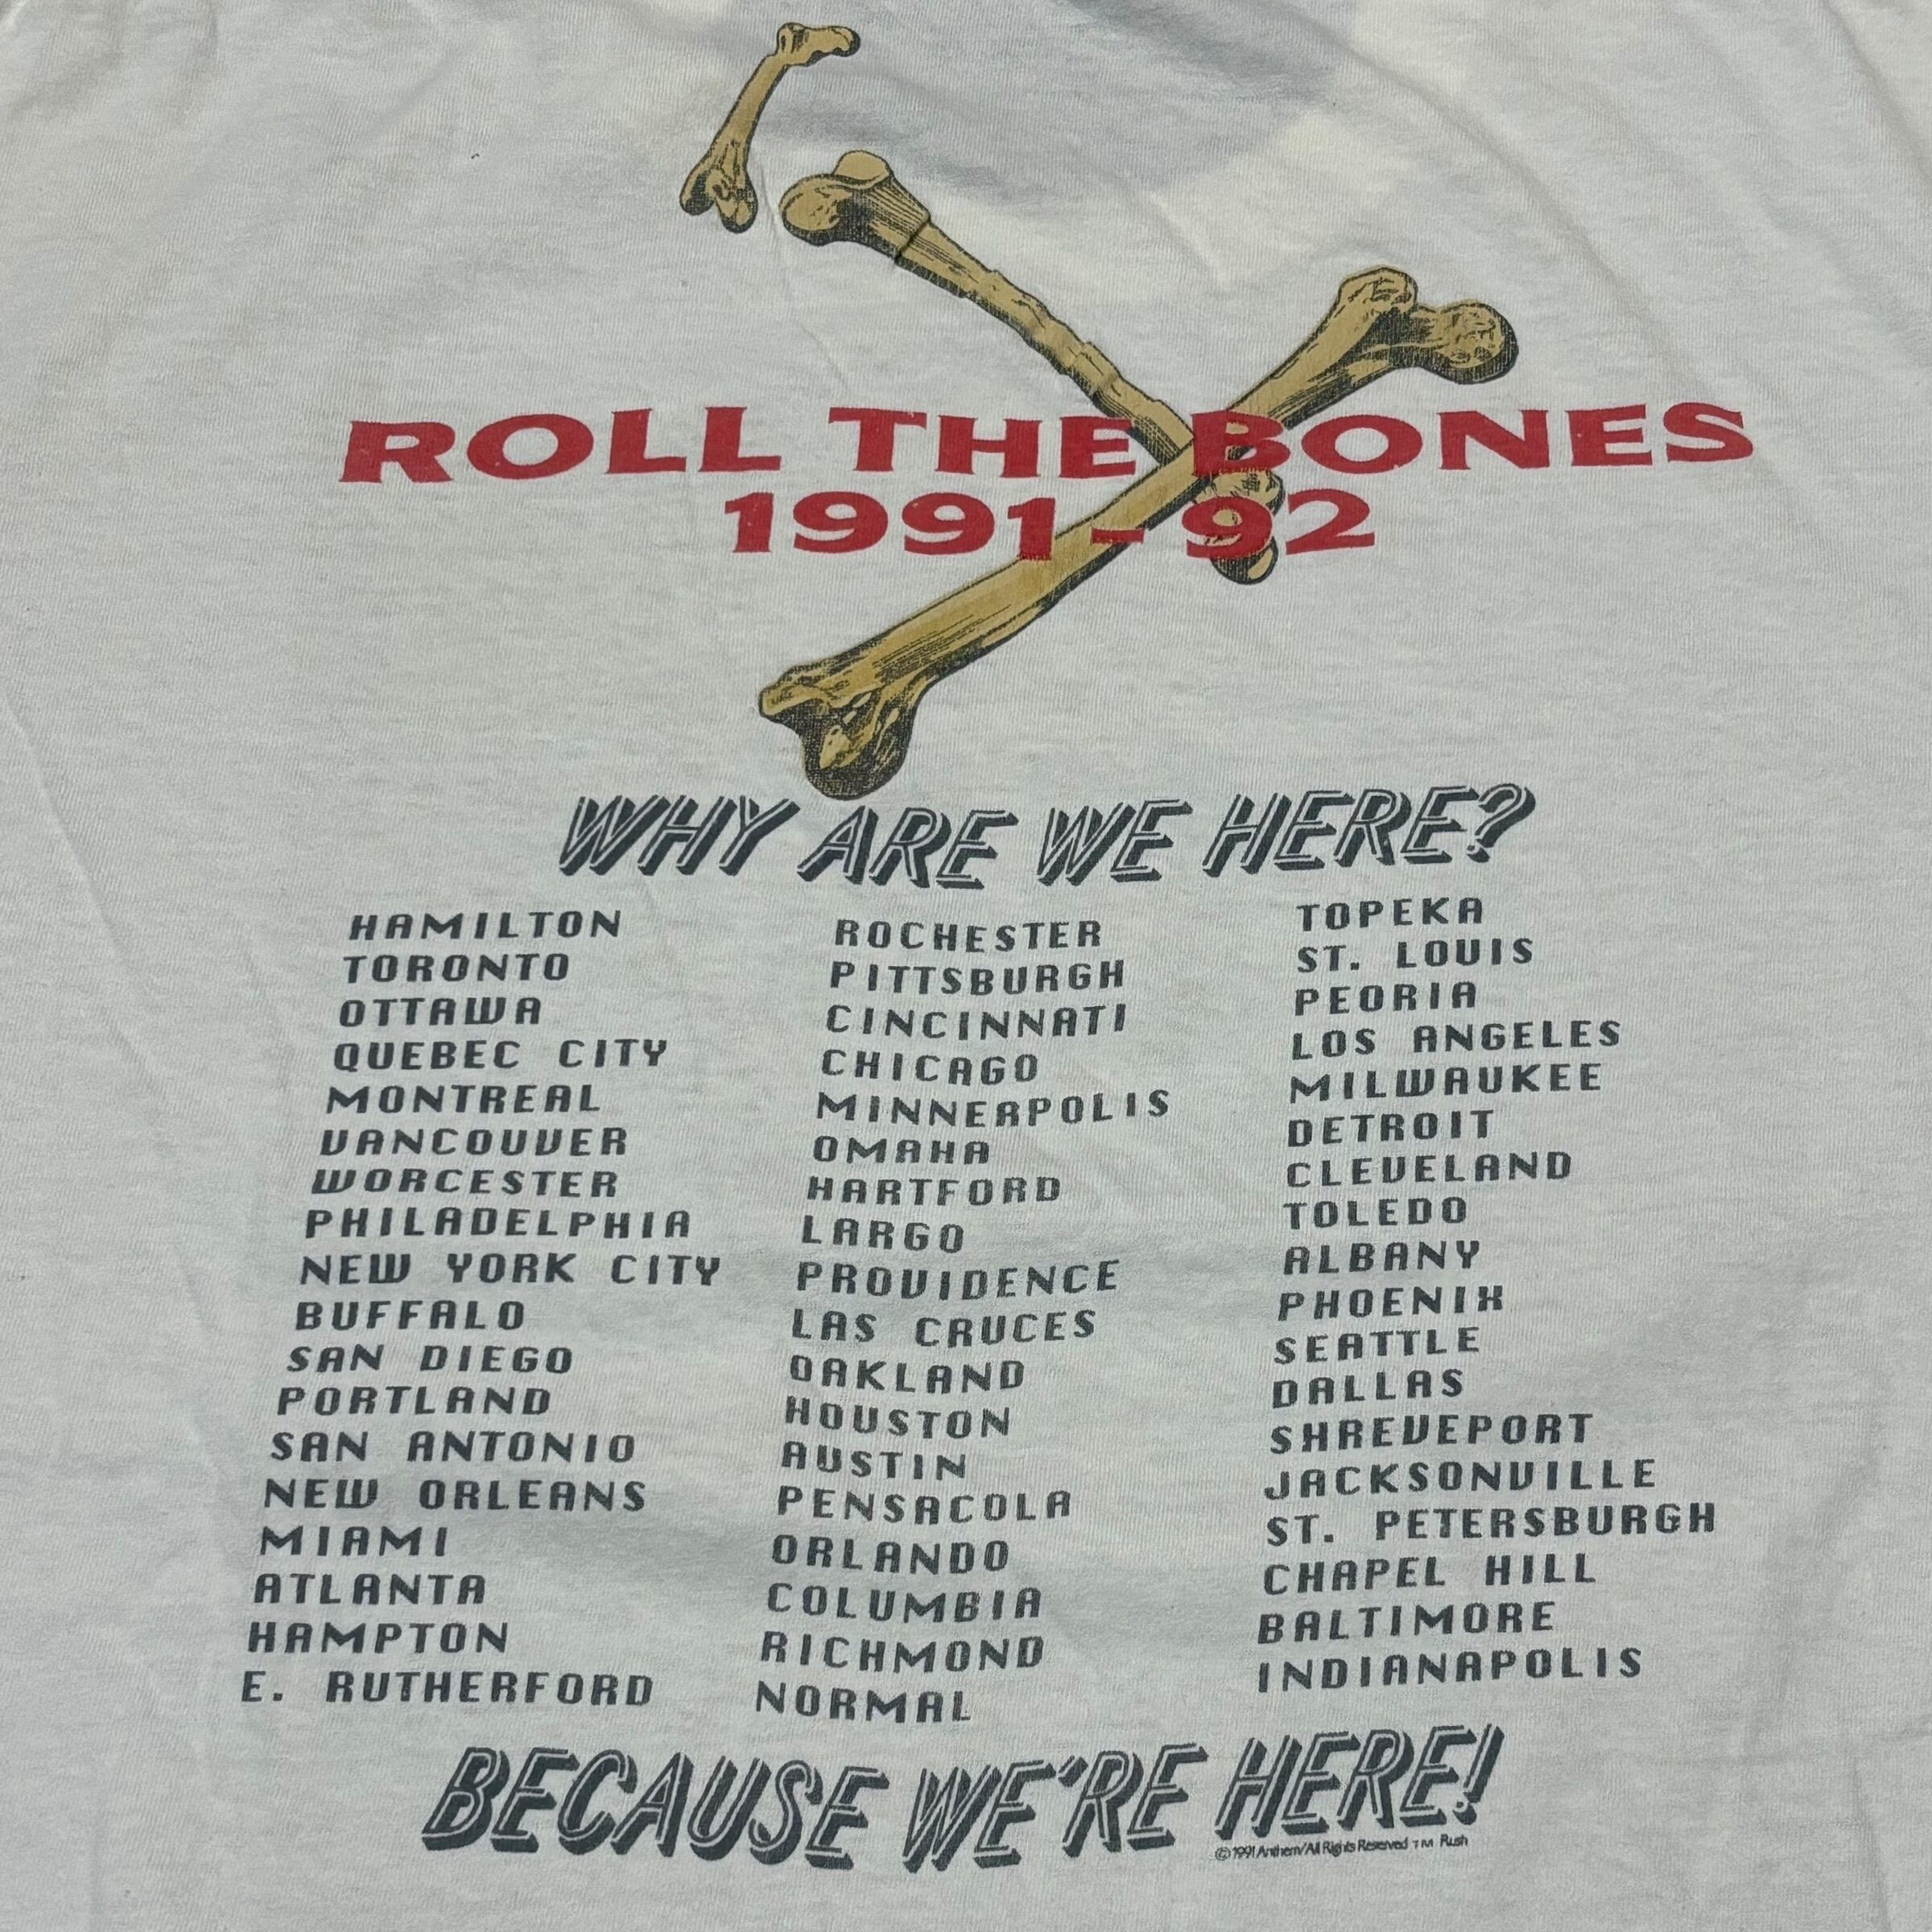 ROLL THE BONES
1991-92
WHY ARE WE HERE?
HAMILTON
TORONTO
OTTAWA
QUEBEC CITY
MONTREAL
VANCOUVER
WORCESTER
PHILADELPHIA
NEW YORK CITY
BUFFALO
SAN DIEGO
PORTLAND
SAN ANTONIO
NEW ORLEANS
MIAMI
ATLANTA
HAMPTON
E. RUTHERFORD
ROCHESTER
PITTSBURGH
CINCINNATI
CHICAGO
MINNEAPOLIS
OMAHA
HARTFORD
LARGO
PROVIDENCE
LAS CRUCES
OAKLAND
HOUSTON
AUSTIN
PENSACOLA
ORLANDO
COLUMBIA
RICHMOND
NORMAL
TOPEKA
ST. LOUIS
PEORIA
LOS ANGELES
MILWAUKEE
DETROIT
CLEVELAND
TOLEDO
ALBANY
PHOENIX
SEATTLE
DALLAS
SHREVEPORT
JACKSONVILLE
ST. PETERSBURGH
CHAPEL HILL
BALTIMORE
INDIANAPOLIS
BECAUSE WE'RE HERE!
©1991 Anthem/All Rights Reserved TM Rush